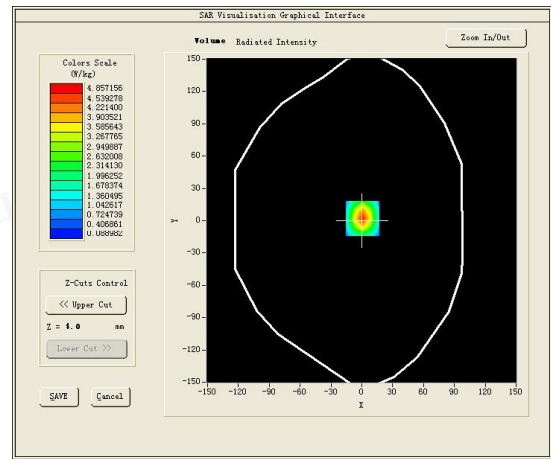 SAR Visualisation Graphical Interface
Volume Radiated Intensity
Zoom In/Out
Colors Scale
(W/kg)
4.857156
4.539278
4.221400
3.903521
3.585643
3.267765
2.949887
2.632008
2.314130
1.996252
1.678374
1.360495
1.042617
0.724739
0.406861
0.088982
150
120
90
60
30
0
-30
-60
-90
-120
-150
Y
-150 -120 -90 -60 -30 0 30 60 90 120 150
X
Z-Cuts Control
<< Upper Cut
Z = 4.0 mm
Lower Cut >>
SAVE Cancel